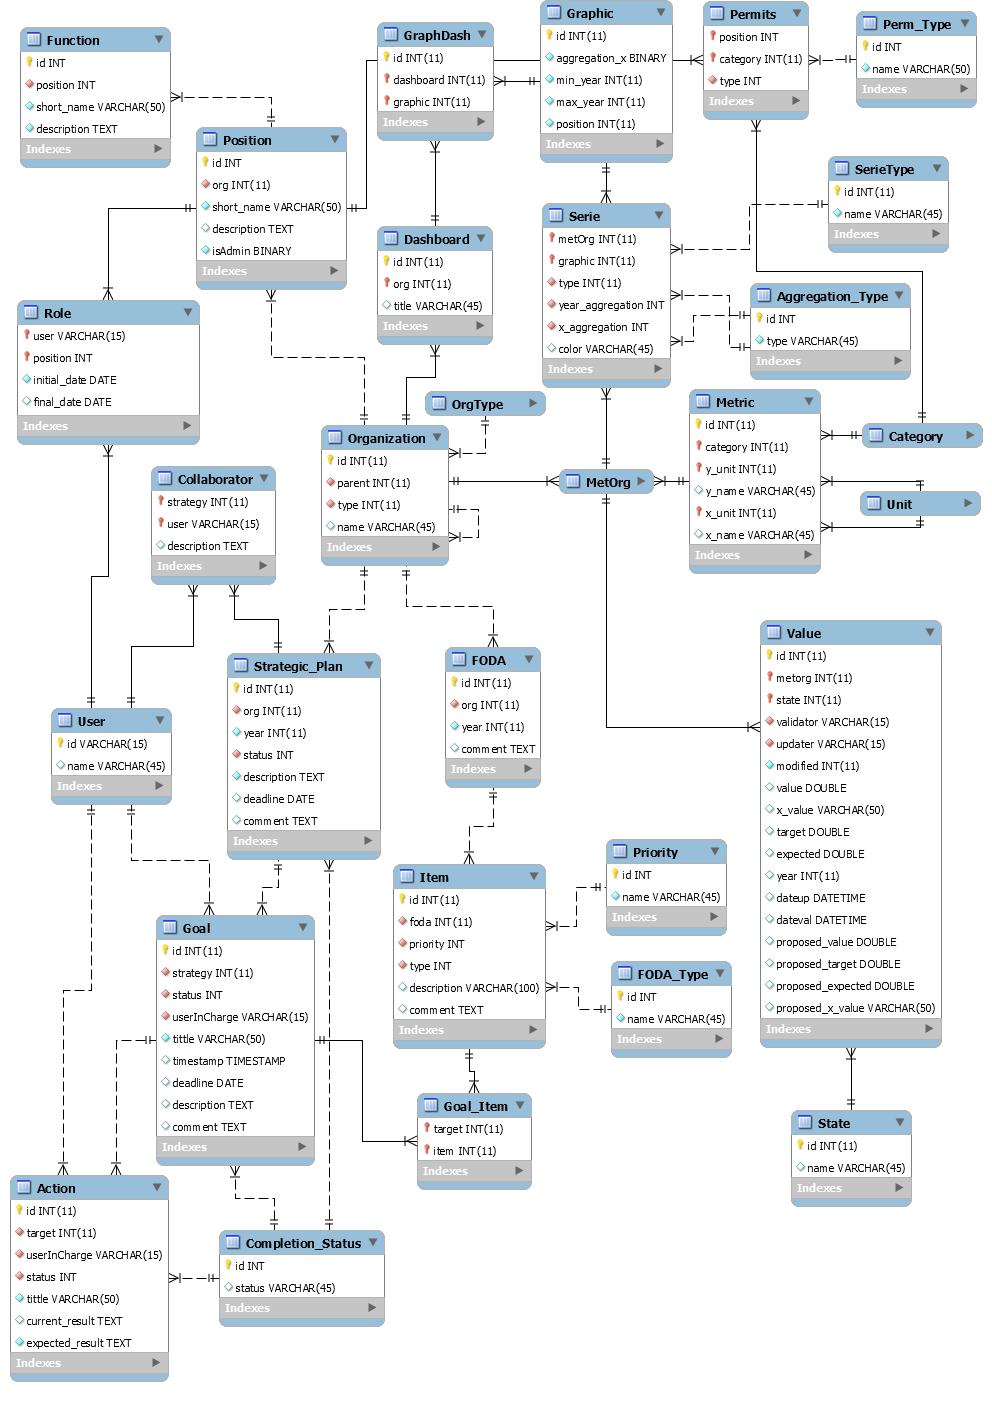 Function
id INT
position INT
short_name VARCHAR(50)
description TEXT
Indexes
Position
id INT
org INT(11)
short_name VARCHAR(50)
description TEXT
isAdmin BINARY
Indexes
GraphDash
id INT(11)
dashboard INT(11)
graphic INT(11)
Indexes
Graphic
id INT(11)
aggregation_x BINARY
min_year INT(11)
max_year INT(11)
position INT(11)
Indexes
Permits
position INT
category INT(11)
type INT
Indexes
Perm_Type
id INT
name VARCHAR(50)
Indexes
SerieType
id INT(11)
name VARCHAR(45)
Indexes
Dashboard
id INT(11)
org INT(11)
title VARCHAR(45)
Indexes
Serie
metOrg INT(11)
graphic INT(11)
type INT(11)
year_aggregation INT
x_aggregation INT
color VARCHAR(45)
Indexes
Aggregation_Type
id INT
type VARCHAR(45)
Indexes
Role
user VARCHAR(15)
position INT
initial_date DATE
final_date DATE
Indexes
OrgType
Organization
id INT(11)
parent INT(11)
type INT(11)
name VARCHAR(45)
Indexes
MetOrg
Metric
id INT(11)
category INT(11)
y_unit INT(11)
y_name VARCHAR(45)
x_unit INT(11)
x_name VARCHAR(45)
Indexes
Category
Unit
Collaborator
strategy INT(11)
user VARCHAR(15)
description TEXT
Indexes
User
id VARCHAR(15)
name VARCHAR(45)
Indexes
Strategic_Plan
id INT(11)
org INT(11)
year INT(11)
status INT
description TEXT
deadline DATE
comment TEXT
Indexes
FODA
id INT(11)
org INT(11)
year INT(11)
comment TEXT
Indexes
Value
id INT(11)
metorg INT(11)
state INT(11)
validator VARCHAR(15)
updater VARCHAR(15)
modified INT(11)
value DOUBLE
x_value VARCHAR(50)
target DOUBLE
expected DOUBLE
year INT(11)
dateup DATETIME
dateval DATETIME
proposed_value DOUBLE
proposed_target DOUBLE
proposed_expected DOUBLE
proposed_x_value VARCHAR(50)
Indexes
Item
id INT(11)
foda INT(11)
priority INT
type INT
description VARCHAR(100)
comment TEXT
Indexes
Priority
id INT
name VARCHAR(45)
Indexes
FODA_Type
id INT
name VARCHAR(45)
Indexes
Goal
id INT(11)
strategy INT(11)
status INT
userInCharge VARCHAR(15)
tittle VARCHAR(50)
timestamp TIMESTAMP
deadline DATE
description TEXT
comment TEXT
Indexes
Goal_Item
target INT(11)
item INT(11)
Indexes
State
id INT(11)
name VARCHAR(45)
Indexes
Action
id INT(11)
target INT(11)
userInCharge VARCHAR(15)
status INT
tittle VARCHAR(50)
current_result TEXT
expected_result TEXT
Indexes
Completion_Status
id INT
status VARCHAR(45)
Indexes